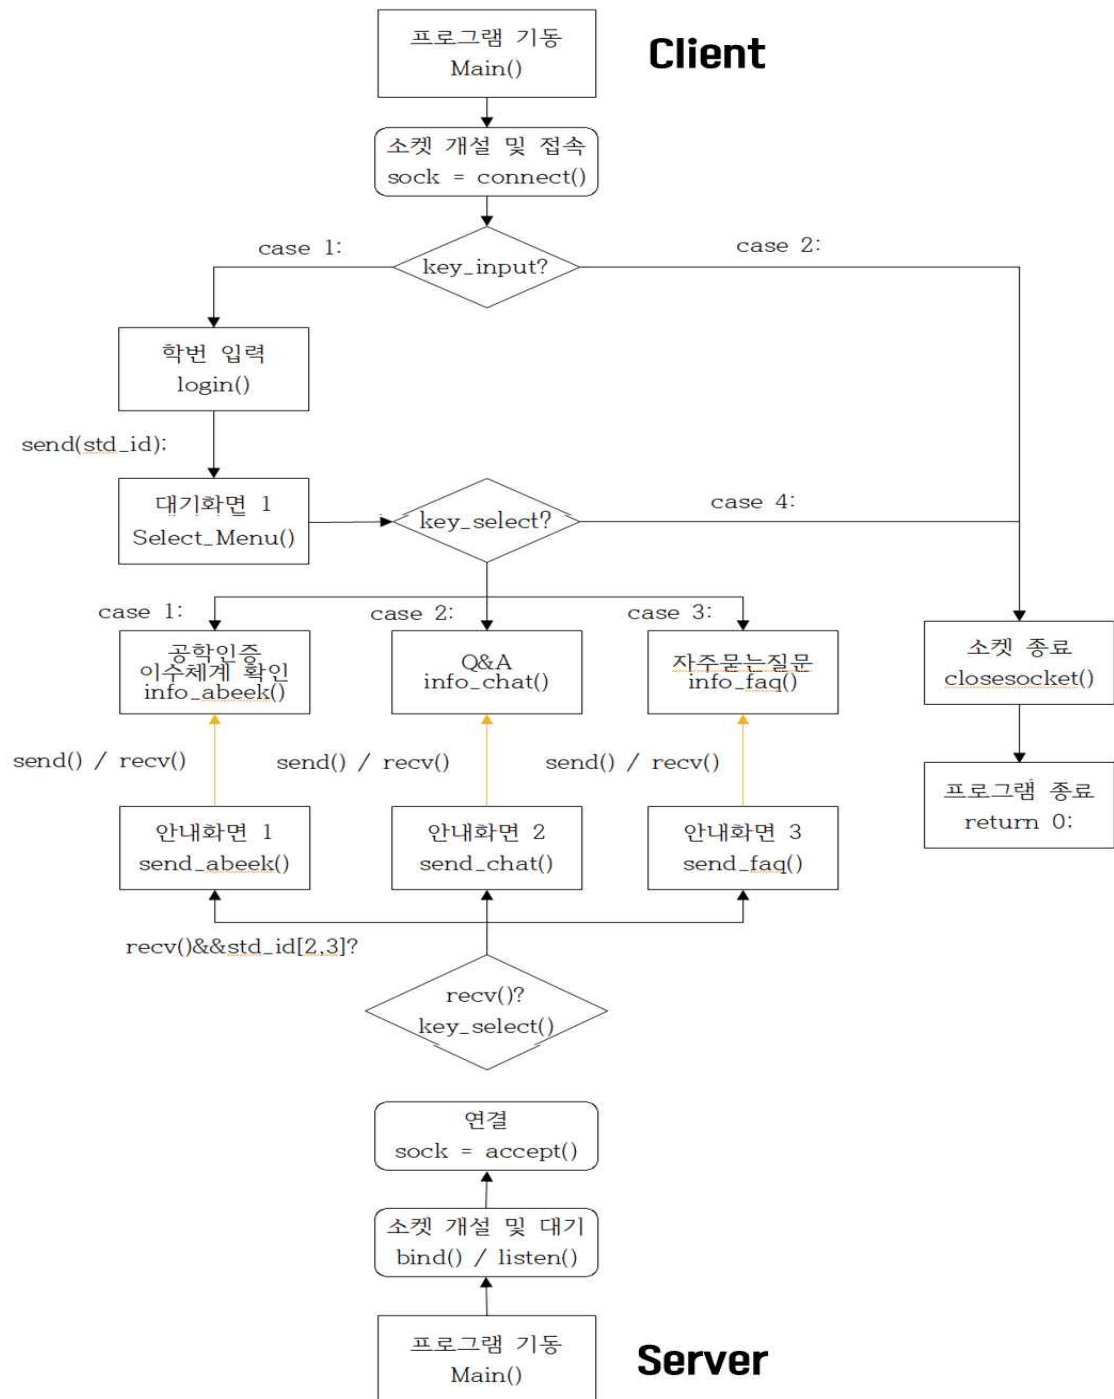 프로그램 기동
Main()
Client
소켓 개설 및 접속
sock = connect()
case 1:
key_input?
case 2:
학번 입력
login()
send(std_id):
대기화면 1
Select_Menu()
key_select?
case 4:
case 1:
case 2:
case 3:
공학인증
이수체계 확인
info_abeek()
Q&A
info_chat()
자주묻는질문
info_faq()
소켓 종료
closesocket()
send() / recv()
send() / recv()
send() / recv()
프로그램 종료
return 0:
안내화면 1
send_abeek()
안내화면 2
send_chat()
안내화면 3
send_faq()
recv()&&std_id[2,3]?
recv()?
key_select()
연결
sock = accept()
소켓 개설 및 대기
bind() / listen()
프로그램 기동
Main()
Server